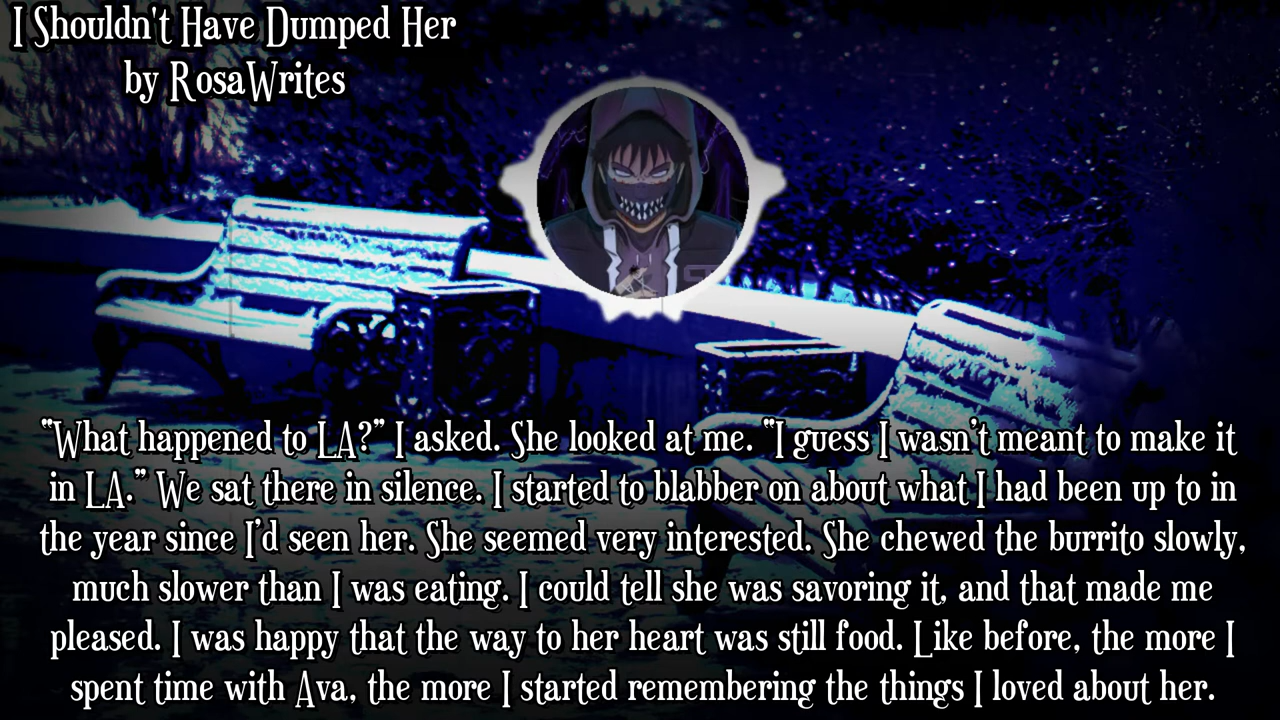 I Shouldn't Have Dumped Her
by RosaWrites
"What happened to LA?" I asked. She looked at me. "I guess I wasn't meant to make it
in LA." We sat there in silence. I started to blabber on about what I had been up to in
the year since I'd seen her. She seemed very interested. She chewed the burrito slowly,
much slower than I was eating. I could tell she was savoring it, and that made me
pleased. I was happy that the way to her heart was still food. Like before, the more I
spent time with Ava, the more I started remembering the things I loved about her.